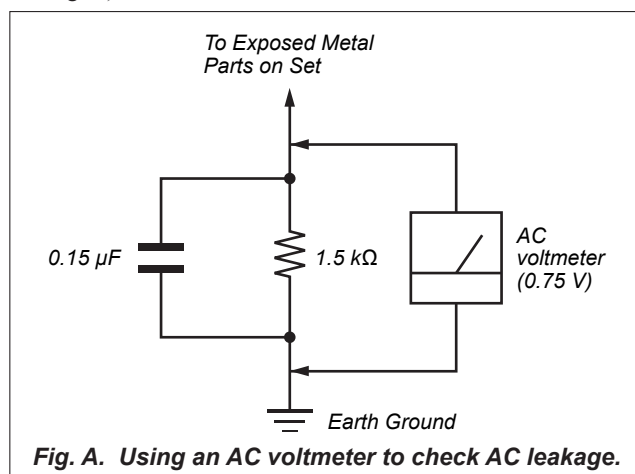 To Exposed Metal
Parts on Set
0.15 µF
1.5 kΩ
AC
voltmeter
(0.75 V)
Earth Ground
Fig. A. Using an AC voltmeter to check AC leakage.